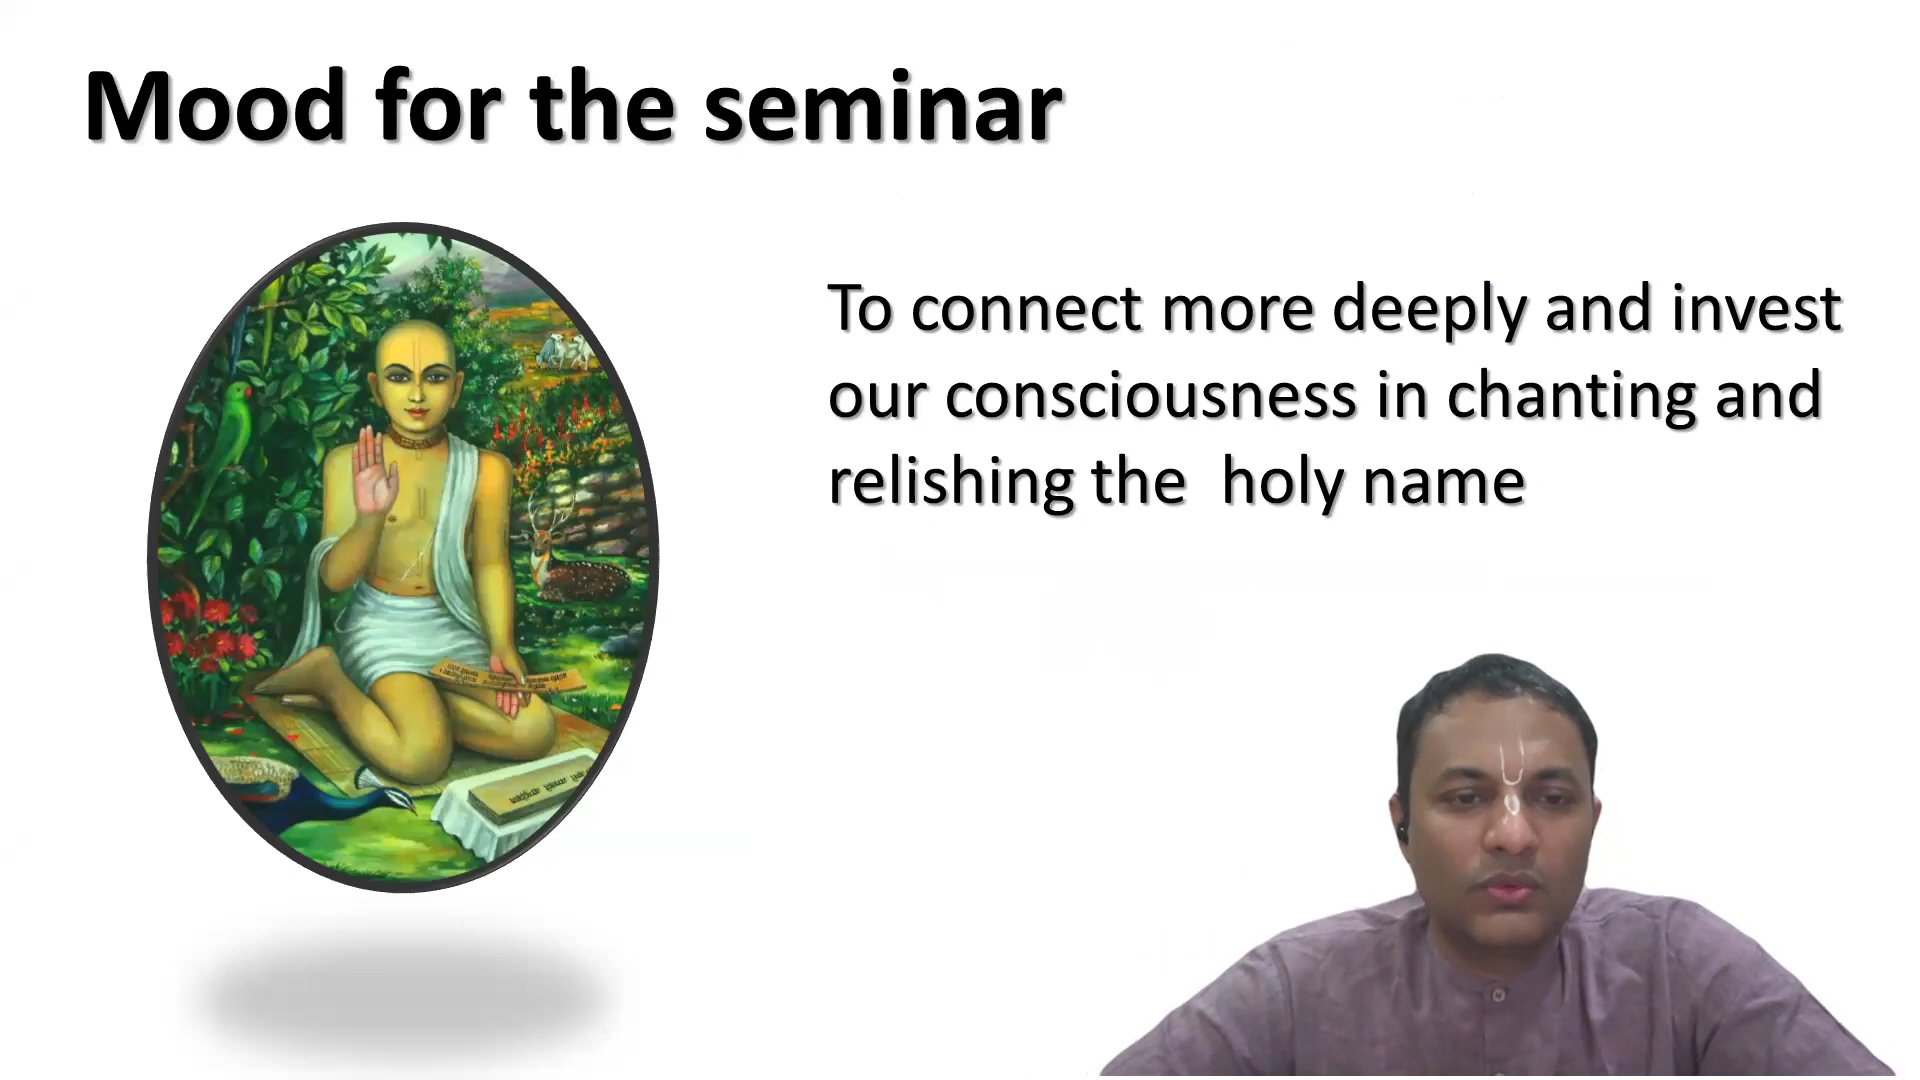 Mood for the seminar
To connect more deeply and invest
our consciousness in chanting and
relishing the  holy name